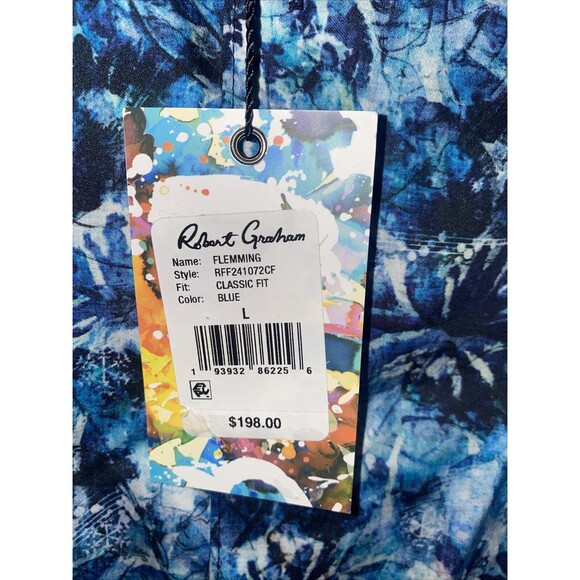 Robert Graham
Name: FLEMMING
Style: RFF241072CF
Fit: CLASSIC FIT
Color: BLUE
L
1 93932 86225 6
$198.00